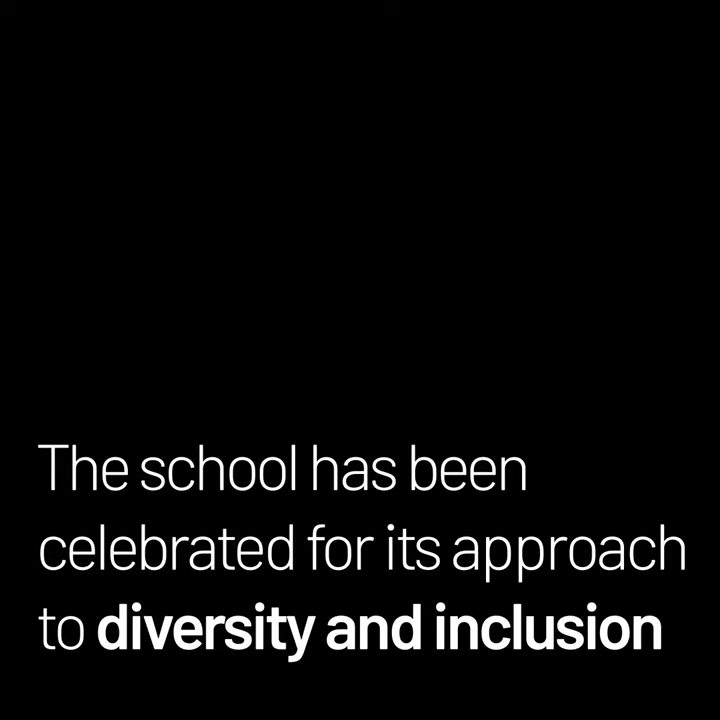 The school has been
celebrated for its approach
to diversity and inclusion